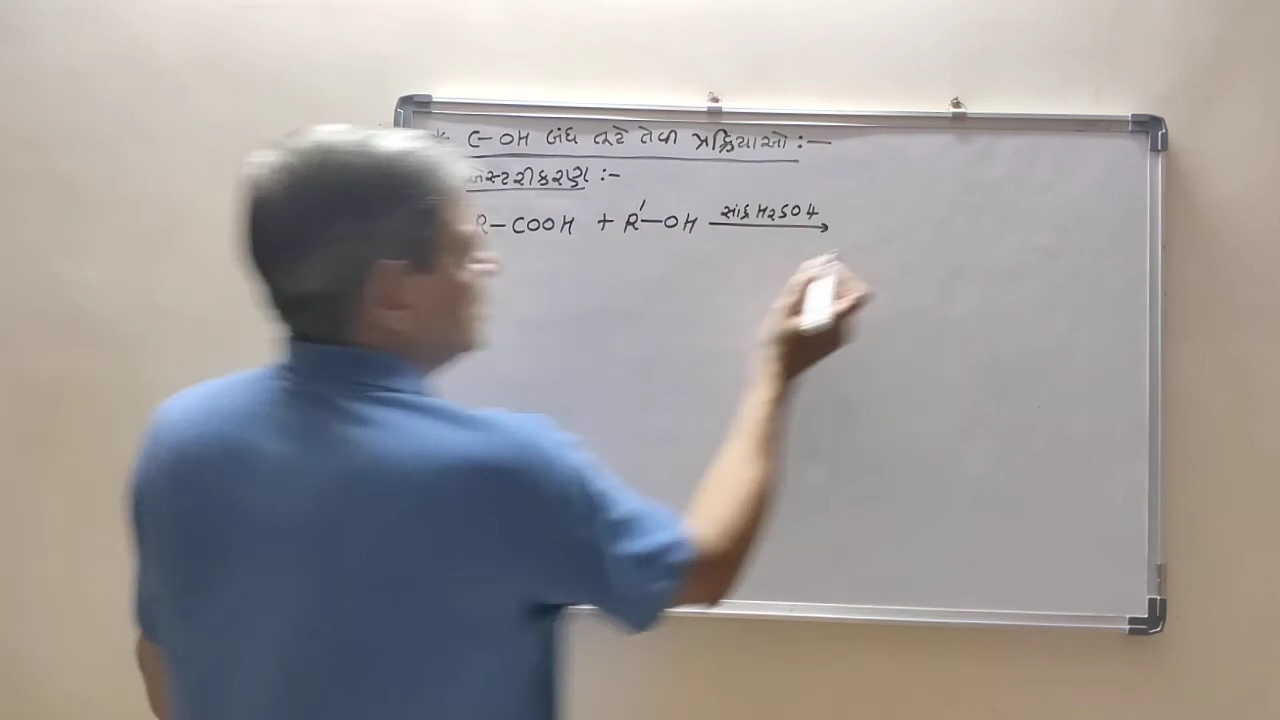 * C-OH બંધ તૂટે તેવી પ્રક્રિયાઓ :-
એસ્ટરીકરણ :-
R-COOH + R'-OH સાંદ્ર H2SO4 →